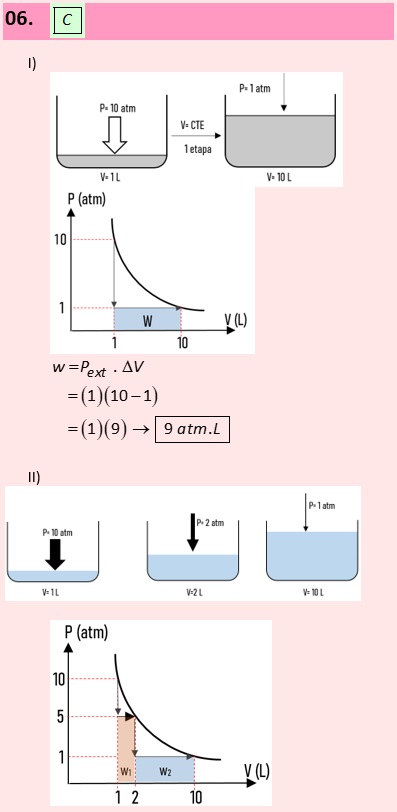 06. C
I)
P= 10 atm
V= 1 L
V= CTE
1 etapa
P= 1 atm
V= 10 L
P (atm)
10
1
W
V (L)
1 10
w = Pext . ΔV
= (1)(10 − 1)
= (1)(9) → 9 atm.L
II)
P= 10 atm
V= 1 L
P= 2 atm
V=2 L
P= 1 atm
V= 10 L
P (atm)
10
5
1
W1 W2
V (L)
1 2 10